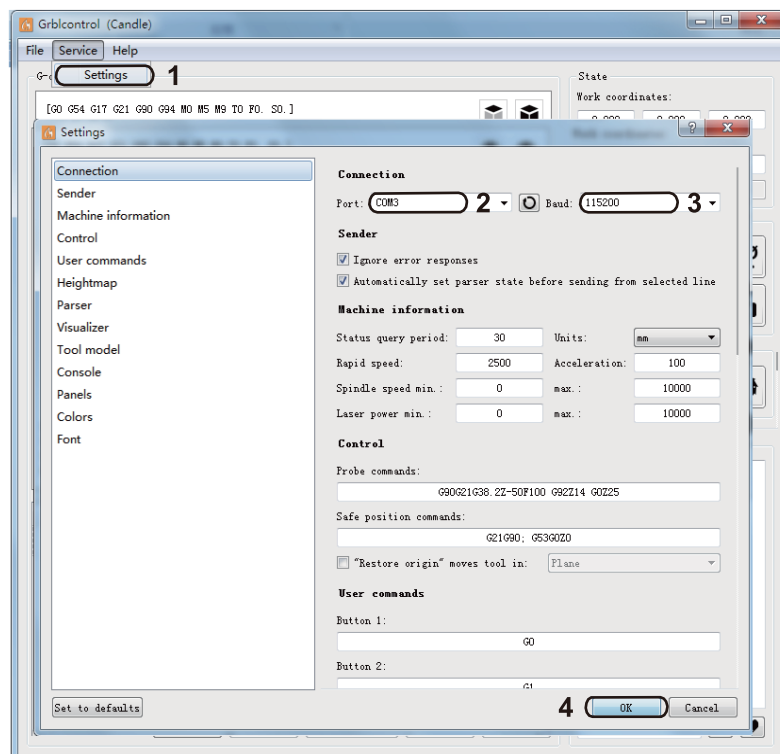 Grblcontrol (Candle)
File Service Help
Settings 1
State
Work coordinates:
[G0 G54 G17 G21 G90 G94 M0 M5 M9 T0 F0. S0.]
Settings
Connection
Sender
Machine information
Control
User commands
Heightmap
Parser
Visualizer
Tool model
Console
Panels
Colors
Font
Connection
Port: COM3 2 Baud: 115200 3
Sender
Ignore error responses
Automatically set parser state before sending from selected line
Machine information
Status query period: 30 Units: mm
Rapid speed: 2500 Acceleration: 100
Spindle speed min.: 0 max.: 10000
Laser power min.: 0 max.: 10000
Control
Probe commands:
G90G21G38.2Z-50F100 G92Z14 G0Z25
Safe position commands:
G21G90; G53G0Z0
"Restore origin" moves tool in: Plane
User commands
Button 1:
G0
Button 2:
G1
Set to defaults 4 OK Cancel